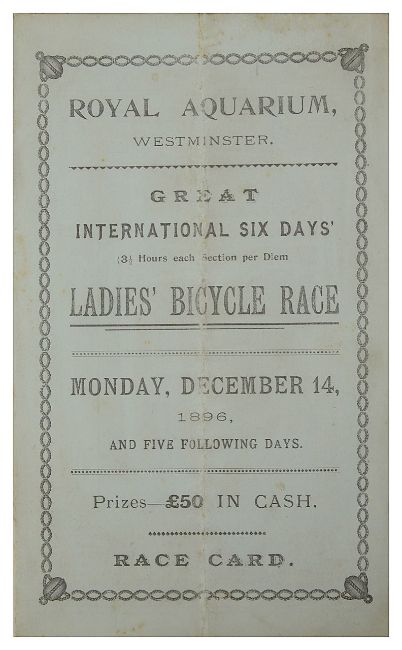 ROYAL AQUARIUM,
WESTMINSTER.
GREAT
INTERNATIONAL SIX DAYS'
(3½ Hours each Section per Diem
LADIES' BICYCLE RACE
MONDAY, DECEMBER 14,
1896,
AND FIVE FOLLOWING DAYS.
Prizes—£50 IN CASH.
RACE CARD.